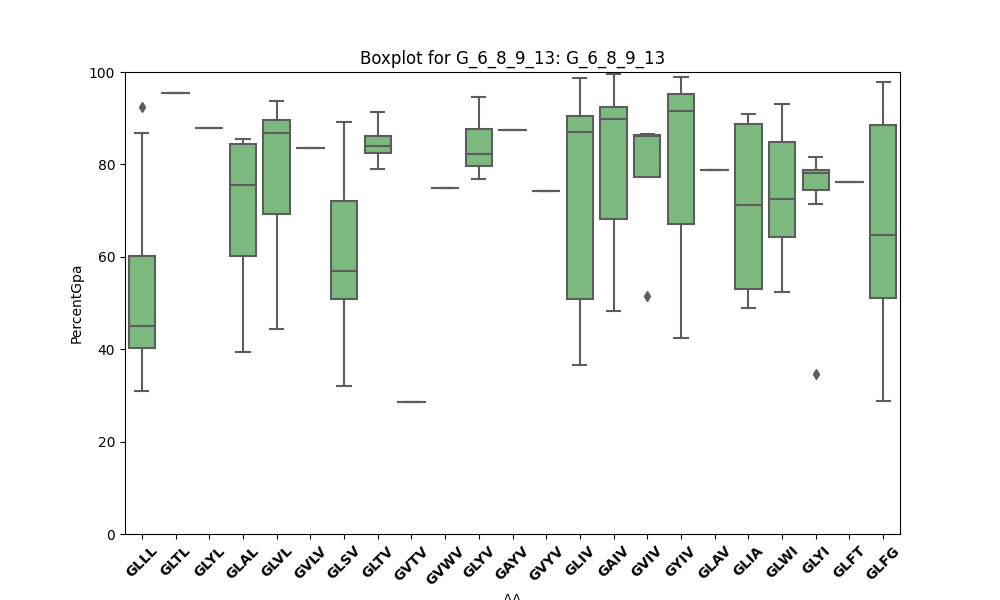 Boxplot for G_6_8_9_13: G_6_8_9_13
100
80
60
40
20
0
PercentGpa
GLLL GLTL GLYL GLAL GLVL GVLV GLSV GLTV GVTV GVWV GLYV GAYV GVYV GLIV GAIV GVIV GYIV GLAV GLIA GLWI GLYI GLFT GLFG
AA